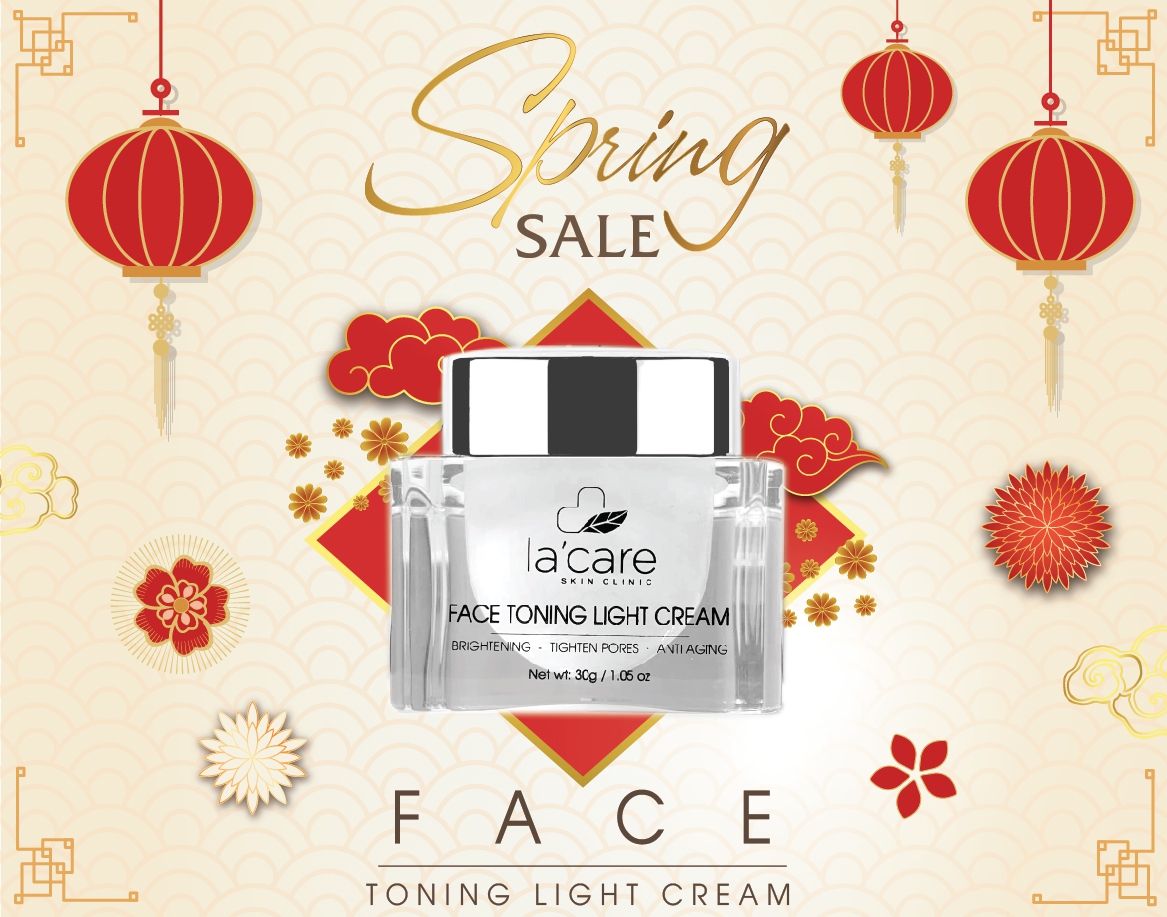 Spring
SALE
la'care
SKIN CLINIC
FACE TONING LIGHT CREAM
BRIGHTENING - TIGHTEN PORES · ANTI AGING
Net wt: 30g / 1.05 oz
FACE
TONING LIGHT CREAM